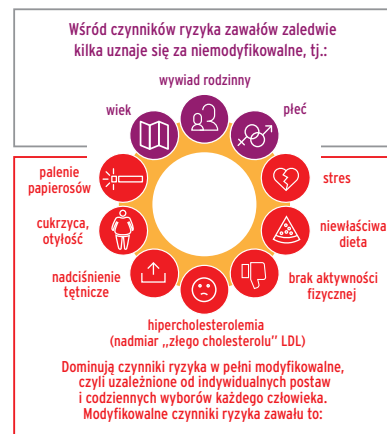 Wśród czynników ryzyka zawałów zaledwie
kilka uznaje się za niemodyfikowalne, tj.:
wywiad rodzinny
wiek
płeć
palenie
papierosów
stres
cukrzyca,
otyłość
niewłaściwa
dieta
nadciśnienie
tętnicze
brak aktywności
fizycznej
hipercholesterolemia
(nadmiar „złego cholesterolu” LDL)
Dominują czynniki ryzyka w pełni modyfikowalne,
czyli uzależnione od indywidualnych postaw
i codziennych wyborów każdego człowieka.
Modyfikowalne czynniki ryzyka zawału to: